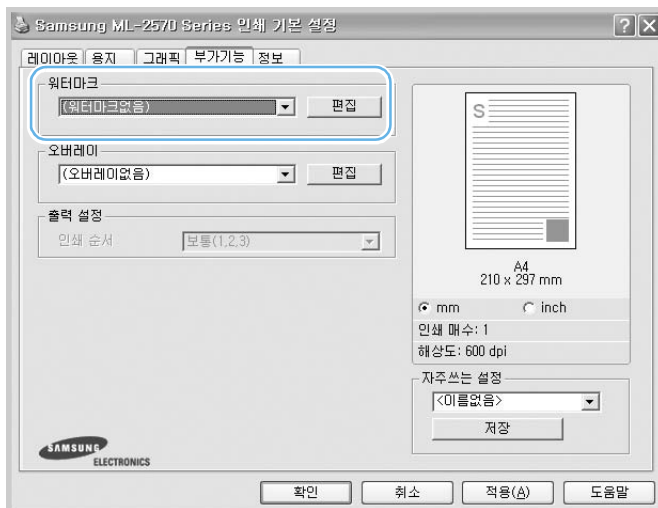 Samsung ML-2570 Series 인쇄 기본 설정
레이아웃 용지 그래픽 부가기능 정보
워터마크
(워터마크없음) 편집
오버레이
(오버레이없음) 편집
출력 설정
인쇄 순서 보통(1,2,3)
S
A4
210 x 297 mm
mm inch
인쇄 매수: 1
해상도: 600 dpi
자주쓰는 설정
<이름없음>
저장
SAMSUNG
ELECTRONICS
확인 취소 적용(A) 도움말